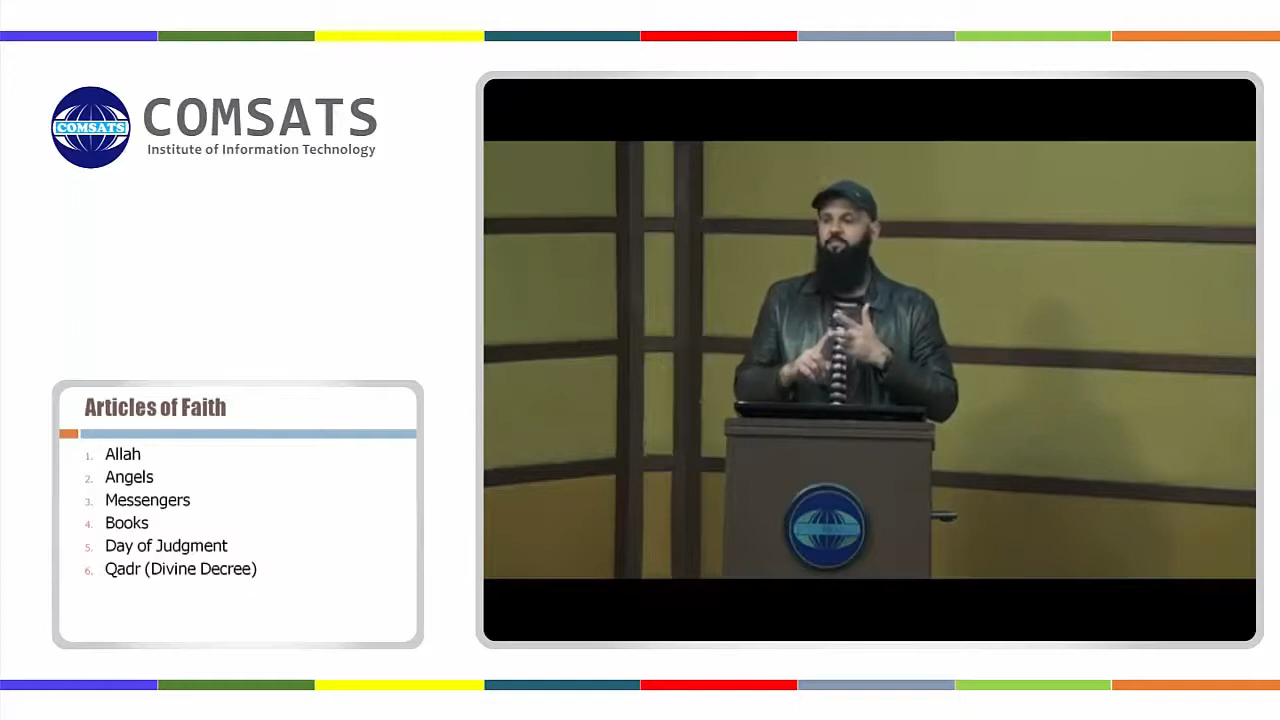 COMSATS
COMSATS
Institute of Information Technology
Articles of Faith
1. Allah
2. Angels
3. Messengers
4. Books
5. Day of Judgment
6. Qadr (Divine Decree)